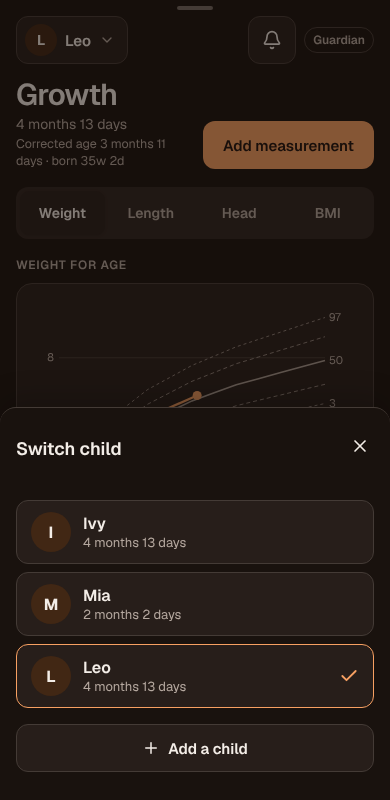 L Leo
Guardian
Growth
4 months 13 days
Corrected age 3 months 11
days · born 35w 2d
Add measurement
Weight Length Head BMI
WEIGHT FOR AGE
97
8
50
3
Switch child
I
Ivy
4 months 13 days
M
Mia
2 months 2 days
L
Leo
4 months 13 days
Add a child